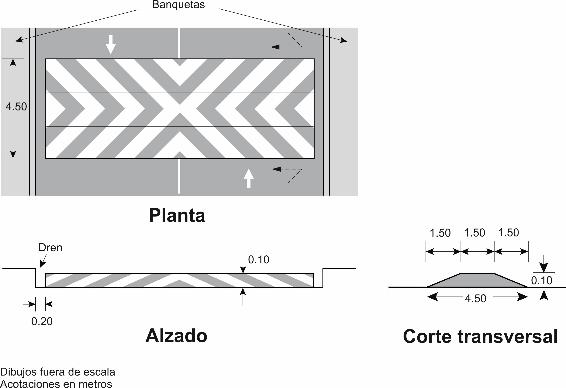 Banquetas
4.50
Planta
Dren
0.10
0.20
Alzado
1.50 1.50 1.50
0.10
4.50
Corte transversal
Dibujos fuera de escala
Acotaciones en metros